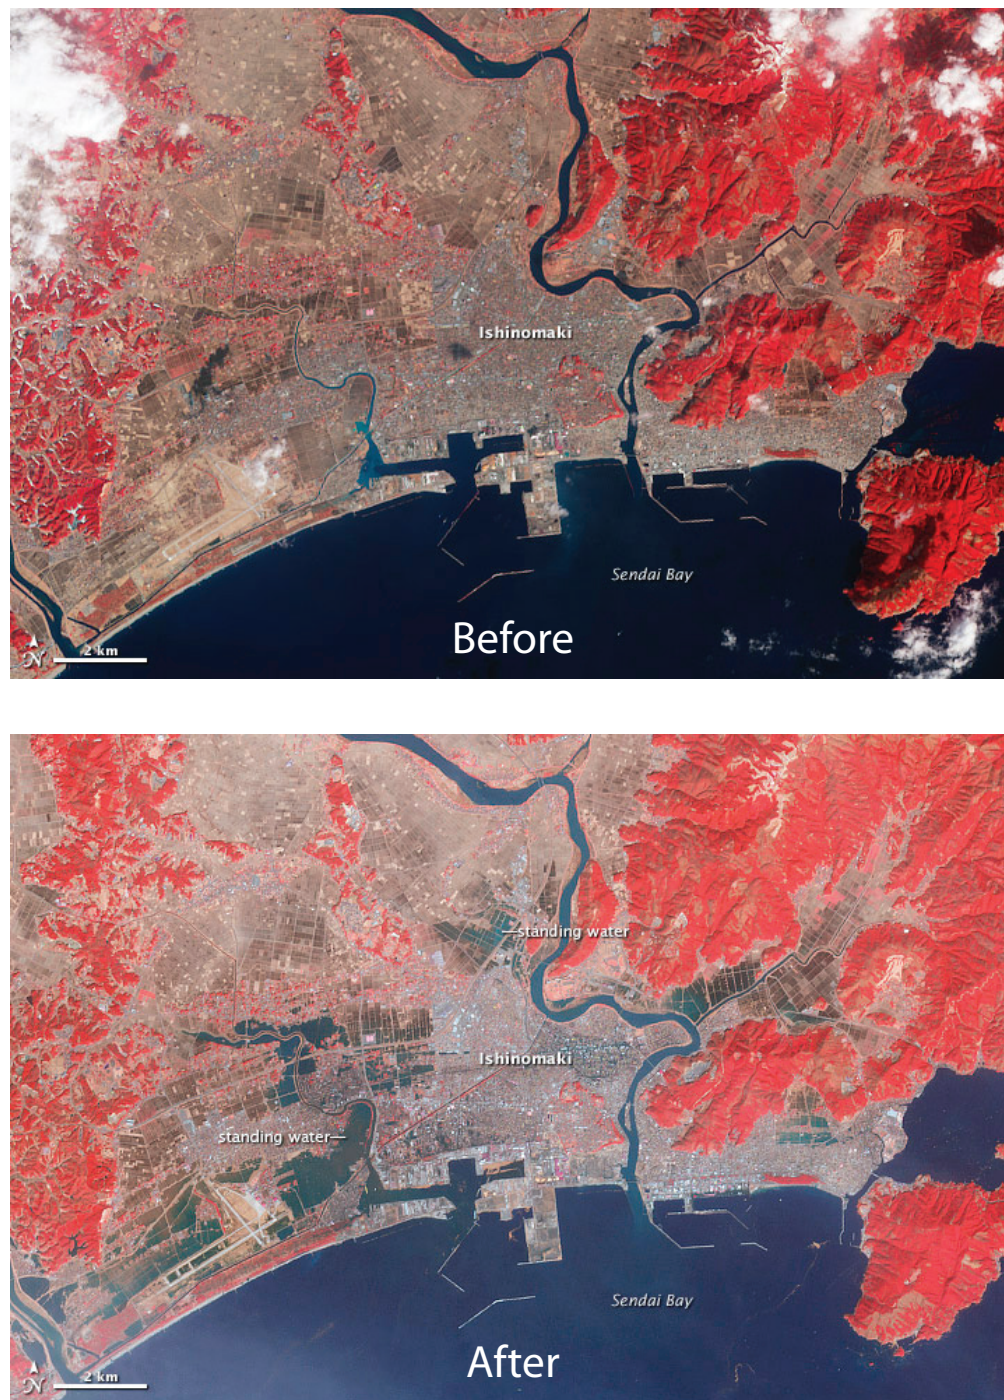 Ishinomaki
Sendai Bay
Before
N
2 km
—standing water
Ishinomaki
standing water—
Sendai Bay
After
N
2 km